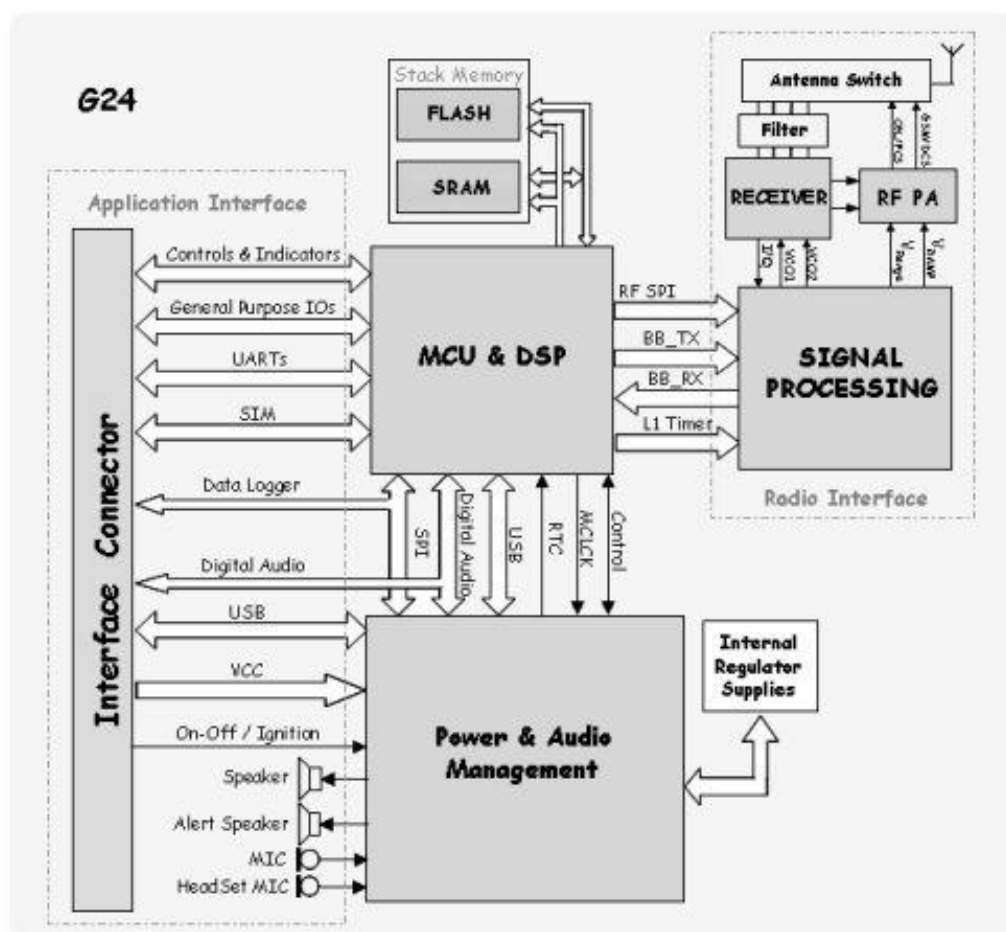 G24
Stack Memory
FLASH
SRAM
Antenna Switch
Filter
RECEIVER
RF PA
I/Q
VCO1
VCO2
SIGNAL
PROCESSING
Radio Interface
Application Interface
Interface Connector
Controls & Indicators
General Purpose IOs
UARTs
SIM
Data Logger
Digital Audio
USB
VCC
On-Off / Ignition
Speaker
Alert Speaker
MIC
HeadSet MIC
MCU & DSP
RF SPI
BB_TX
BB_RX
L1 Timer
SPI
Digital Audio
USB
RTC
MCLCK
Control
Power & Audio
Management
Internal
Regulator
Supplies